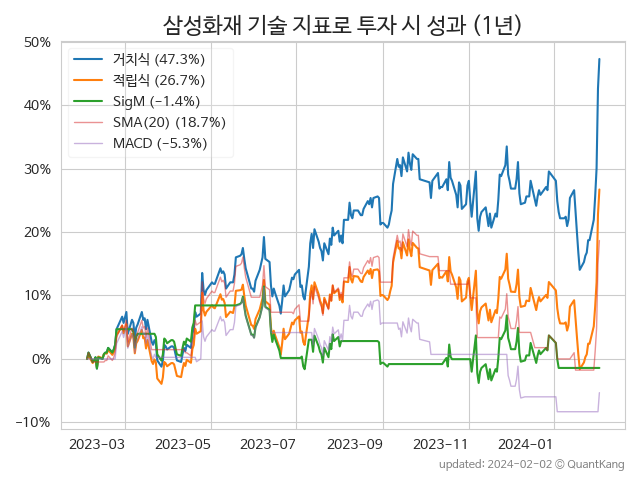 삼성화재 기술 지표로 투자 시 성과 (1년)
50%
40%
30%
20%
10%
0%
−10%
거치식 (47.3%)
적립식 (26.7%)
SigM (−1.4%)
SMA(20) (18.7%)
MACD (−5.3%)
2023-03
2023-05
2023-07
2023-09
2023-11
2024-01
updated: 2024-02-02 © QuantKang